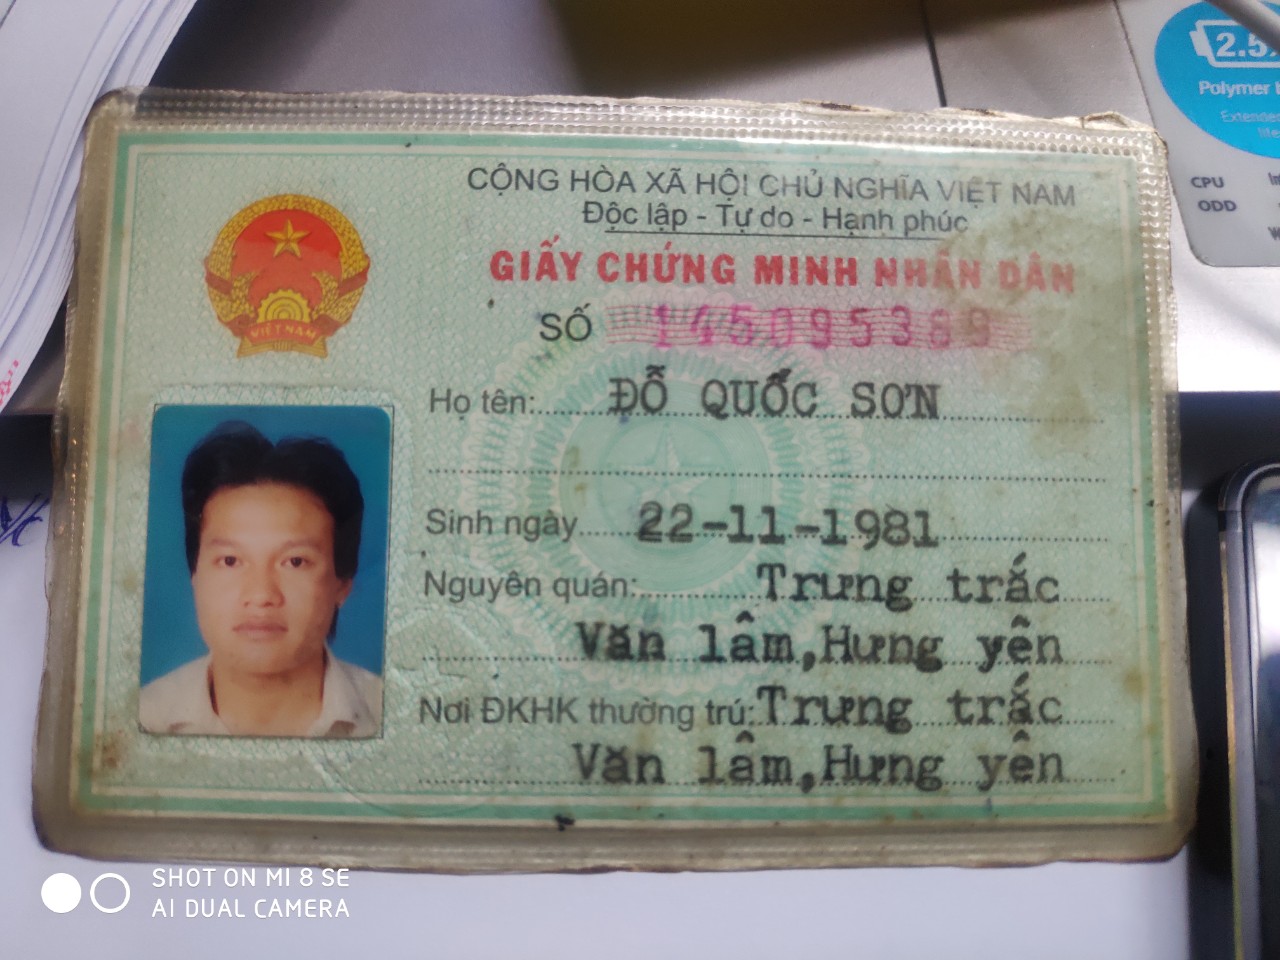 CỘNG HÒA XÃ HỘI CHỦ NGHĨA VIỆT NAM
Độc lập - Tự do - Hạnh phúc
GIẤY CHỨNG MINH NHÂN DÂN
SỐ 145095389
Họ tên: ĐỖ QUỐC SƠN
Sinh ngày 22-11-1981
Nguyên quán: Trưng trắc
Văn lâm,Hưng yên
Nơi ĐKHK thường trú: Trưng trắc
Văn lâm,Hưng yên
VIỆT NAM
2.5
Polymer
Extended
life
CPU
ODD
SHOT ON MI 8 SE
AI DUAL CAMERA